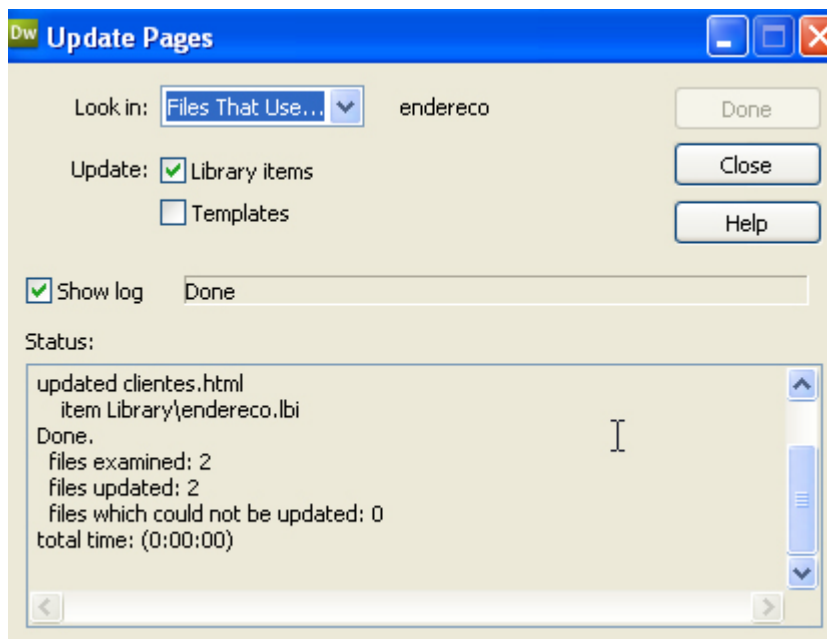 Dw Update Pages
Look in: Files That Use... endereco Done
Update: Library items Close
Templates Help
Show log Done
Status:
updated clientes.html
item Library\endereco.lbi
Done.
files examined: 2
files updated: 2
files which could not be updated: 0
total time: (0:00:00)